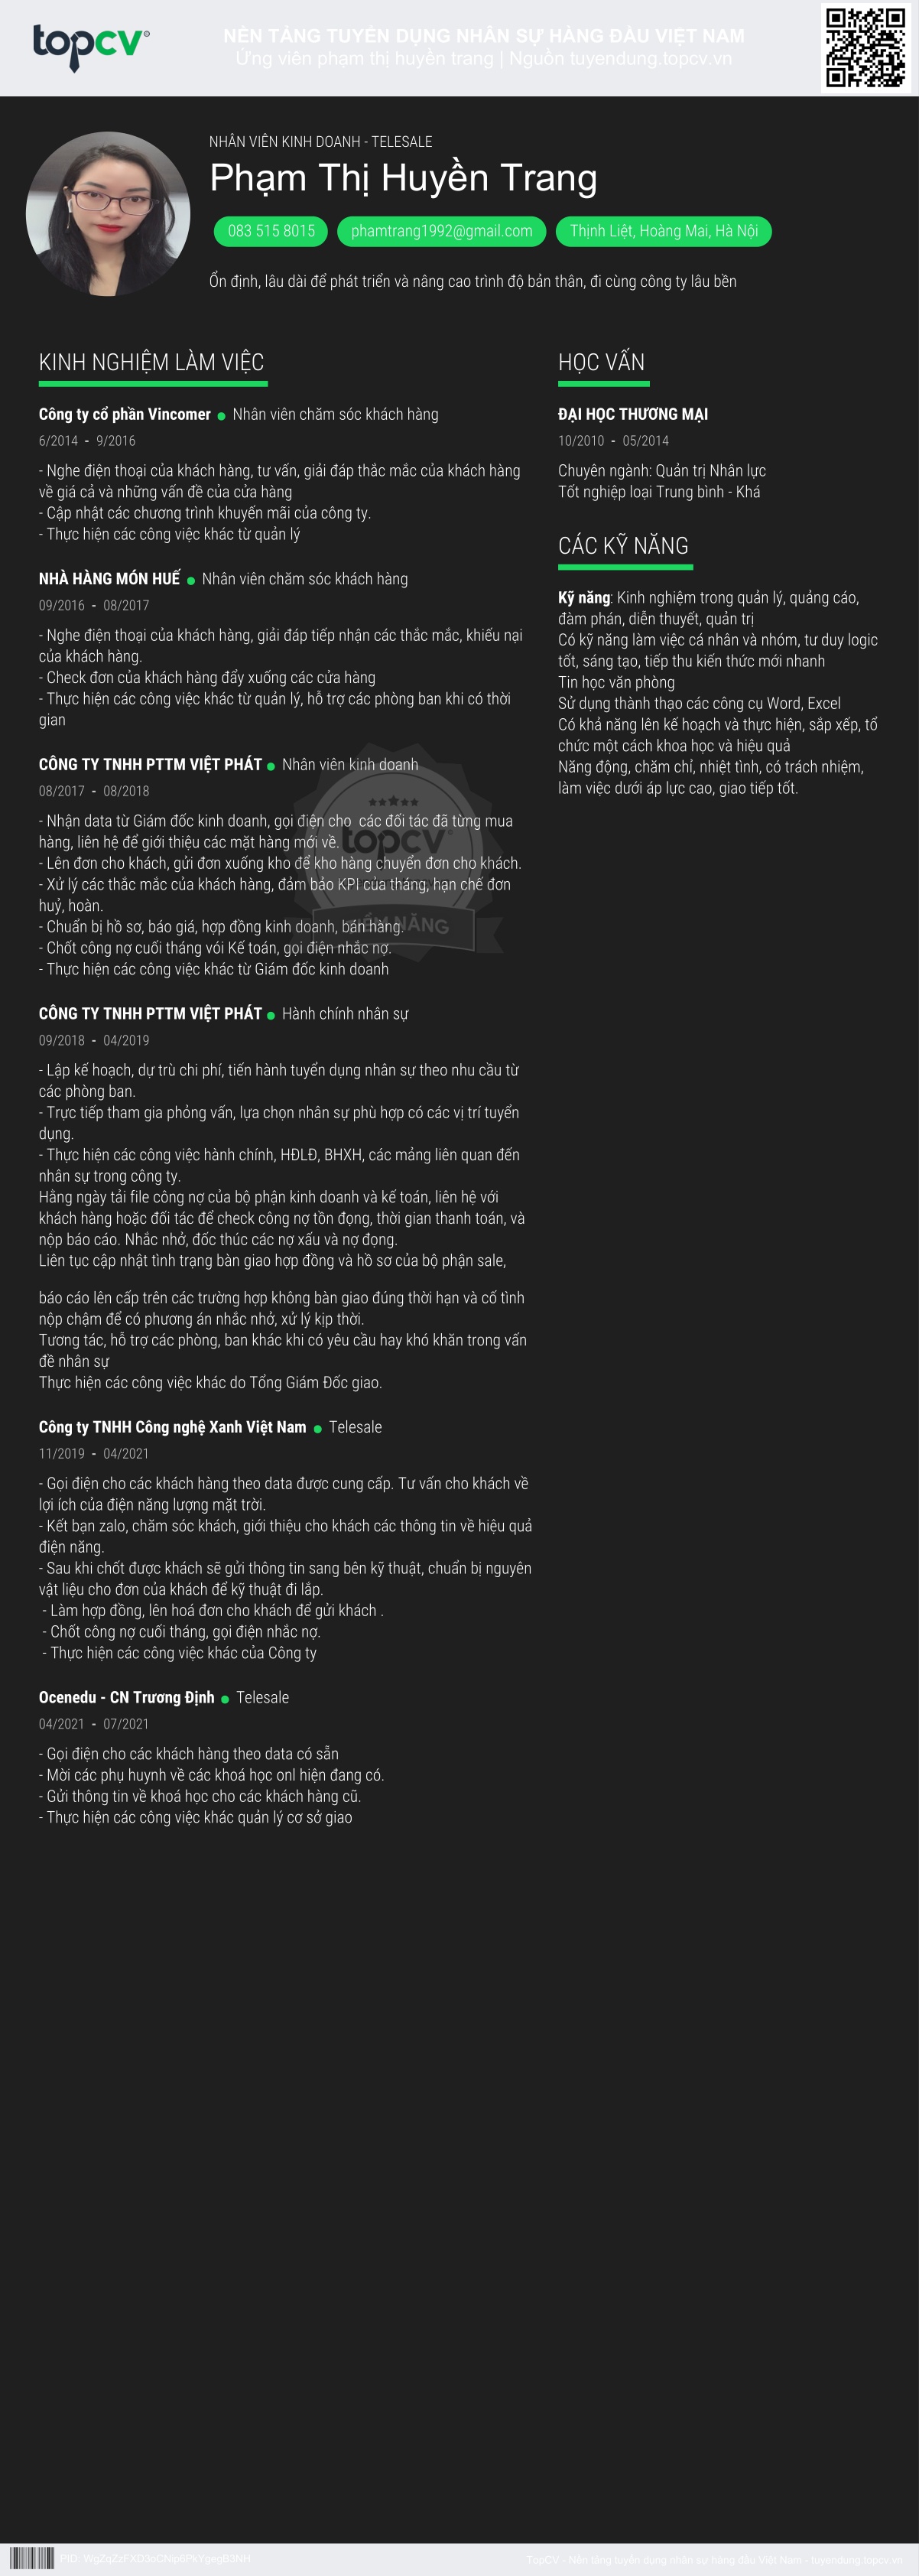 topcv
NỀN TẢNG TUYỂN DỤNG NHÂN SỰ HÀNG ĐẦU VIỆT NAM
Ứng viên phạm thị huyền trang | Nguồn tuyendung.topcv.vn
NHÂN VIÊN KINH DOANH - TELESALE
Phạm Thị Huyền Trang
083 515 8015 phamtrang1992@gmail.com Thịnh Liệt, Hoàng Mai, Hà Nội
Ổn định, lâu dài để phát triển và nâng cao trình độ bản thân, đi cùng công ty lâu bền
KINH NGHIỆM LÀM VIỆC
Công ty cổ phần Vincomer ● Nhân viên chăm sóc khách hàng
6/2014 - 9/2016
- Nghe điện thoại của khách hàng, tư vấn, giải đáp thắc mắc của khách hàng
về giá cả và những vấn đề của cửa hàng
- Cập nhật các chương trình khuyến mãi của công ty.
- Thực hiện các công việc khác từ quản lý
NHÀ HÀNG MÓN HUẾ ● Nhân viên chăm sóc khách hàng
09/2016 - 08/2017
- Nghe điện thoại của khách hàng, giải đáp tiếp nhận các thắc mắc, khiếu nại
của khách hàng.
- Check đơn của khách hàng đẩy xuống các cửa hàng
- Thực hiện các công việc khác từ quản lý, hỗ trợ các phòng ban khi có thời
gian
CÔNG TY TNHH PTTM VIỆT PHÁT ● Nhân viên kinh doanh
08/2017 - 08/2018
- Nhận data từ Giám đốc kinh doanh, gọi điện cho các đối tác đã từng mua
hàng, liên hệ để giới thiệu các mặt hàng mới về.
- Lên đơn cho khách, gửi đơn xuống kho để kho hàng chuyển đơn cho khách.
- Xử lý các thắc mắc của khách hàng, đảm bảo KPI của tháng, hạn chế đơn
huỷ, hoàn.
- Chuẩn bị hồ sơ, báo giá, hợp đồng kinh doanh, bán hàng.
- Chốt công nợ cuối tháng vói Kế toán, gọi điện nhắc nợ.
- Thực hiện các công việc khác từ Giám đốc kinh doanh
topcv
TIỀM NĂNG
CÔNG TY TNHH PTTM VIỆT PHÁT ● Hành chính nhân sự
09/2018 - 04/2019
- Lập kế hoạch, dự trù chi phí, tiến hành tuyển dụng nhân sự theo nhu cầu từ
các phòng ban.
- Trực tiếp tham gia phỏng vấn, lựa chọn nhân sự phù hợp có các vị trí tuyển
dụng.
- Thực hiện các công việc hành chính, HĐLĐ, BHXH, các mảng liên quan đến
nhân sự trong công ty.
Hằng ngày tải file công nợ của bộ phận kinh doanh và kế toán, liên hệ với
khách hàng hoặc đối tác để check công nợ tồn đọng, thời gian thanh toán, và
nộp báo cáo. Nhắc nhở, đốc thúc các nợ xấu và nợ đọng.
Liên tục cập nhật tình trạng bàn giao hợp đồng và hồ sơ của bộ phận sale,
báo cáo lên cấp trên các trường hợp không bàn giao đúng thời hạn và cố tình
nộp chậm để có phương án nhắc nhở, xử lý kịp thời.
Tương tác, hỗ trợ các phòng, ban khác khi có yêu cầu hay khó khăn trong vấn
đề nhân sự
Thực hiện các công việc khác do Tổng Giám Đốc giao.
Công ty TNHH Công nghệ Xanh Việt Nam ● Telesale
11/2019 - 04/2021
- Gọi điện cho các khách hàng theo data được cung cấp. Tư vấn cho khách về
lợi ích của điện năng lượng mặt trời.
- Kết bạn zalo, chăm sóc khách, giới thiệu cho khách các thông tin về hiệu quả
điện năng.
- Sau khi chốt được khách sẽ gửi thông tin sang bên kỹ thuật, chuẩn bị nguyên
vật liệu cho đơn của khách để kỹ thuật đi lắp.
- Làm hợp đồng, lên hoá đơn cho khách để gửi khách .
- Chốt công nợ cuối tháng, gọi điện nhắc nợ.
- Thực hiện các công việc khác của Công ty
Ocenedu - CN Trương Định ● Telesale
04/2021 - 07/2021
- Gọi điện cho các khách hàng theo data có sẵn
- Mời các phụ huynh về các khoá học onl hiện đang có.
- Gửi thông tin về khoá học cho các khách hàng cũ.
- Thực hiện các công việc khác quản lý cơ sở giao
HỌC VẤN
ĐẠI HỌC THƯƠNG MẠI
10/2010 - 05/2014
Chuyên ngành: Quản trị Nhân lực
Tốt nghiệp loại Trung bình - Khá
CÁC KỸ NĂNG
Kỹ năng: Kinh nghiệm trong quản lý, quảng cáo,
đàm phán, diễn thuyết, quản trị
Có kỹ năng làm việc cá nhân và nhóm, tư duy logic
tốt, sáng tạo, tiếp thu kiến thức mới nhanh
Tin học văn phòng
Sử dụng thành thạo các công cụ Word, Excel
Có khả năng lên kế hoạch và thực hiện, sắp xếp, tổ
chức một cách khoa học và hiệu quả
Năng động, chăm chỉ, nhiệt tình, có trách nhiệm,
làm việc dưới áp lực cao, giao tiếp tốt.
TopCV - Nền tảng tuyển dụng nhân sự hàng đầu Việt Nam - tuyendung.topcv.vn